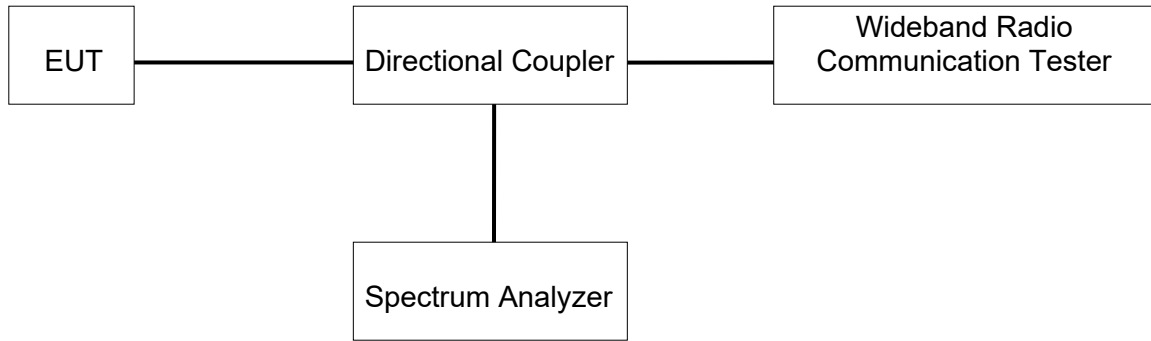 EUT
Directional Coupler
Wideband Radio
Communication Tester
Spectrum Analyzer